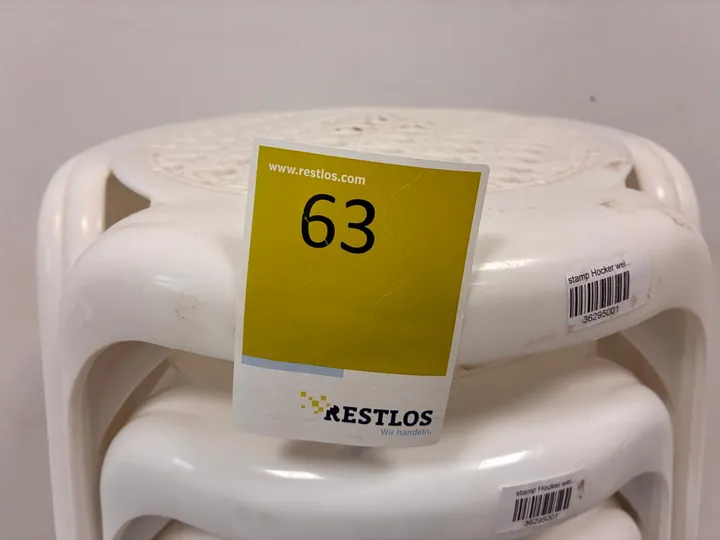 www.restlos.com
63
RESTLOS
Wir handeln.
stamp Hocker wei...
36295001
stamp Hocker wei...
36295001